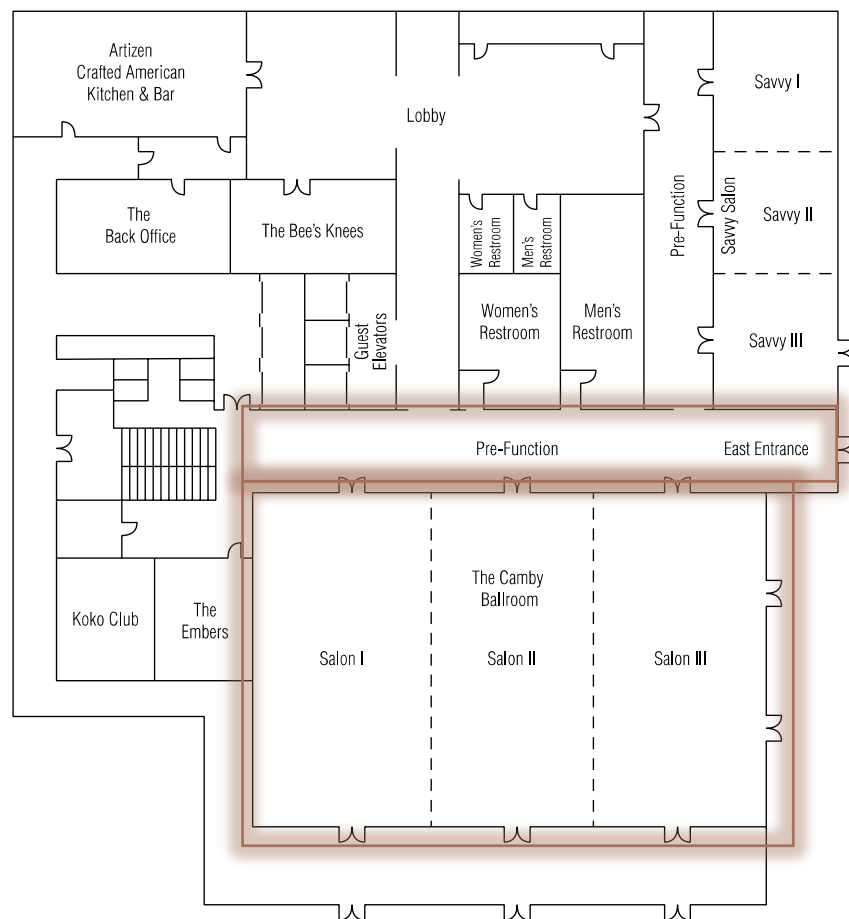 Artizen
Crafted American
Kitchen & Bar
Lobby
Savvy I
The
Back Office
The Bee's Knees
Women's
Restroom
Men's
Restroom
Pre-Function
Savvy Salon
Savvy II
Guest
Elevators
Women's
Restroom
Men's
Restroom
Savvy III
Pre-Function
East Entrance
The Camby
Ballroom
Koko Club
The
Embers
Salon I
Salon II
Salon III